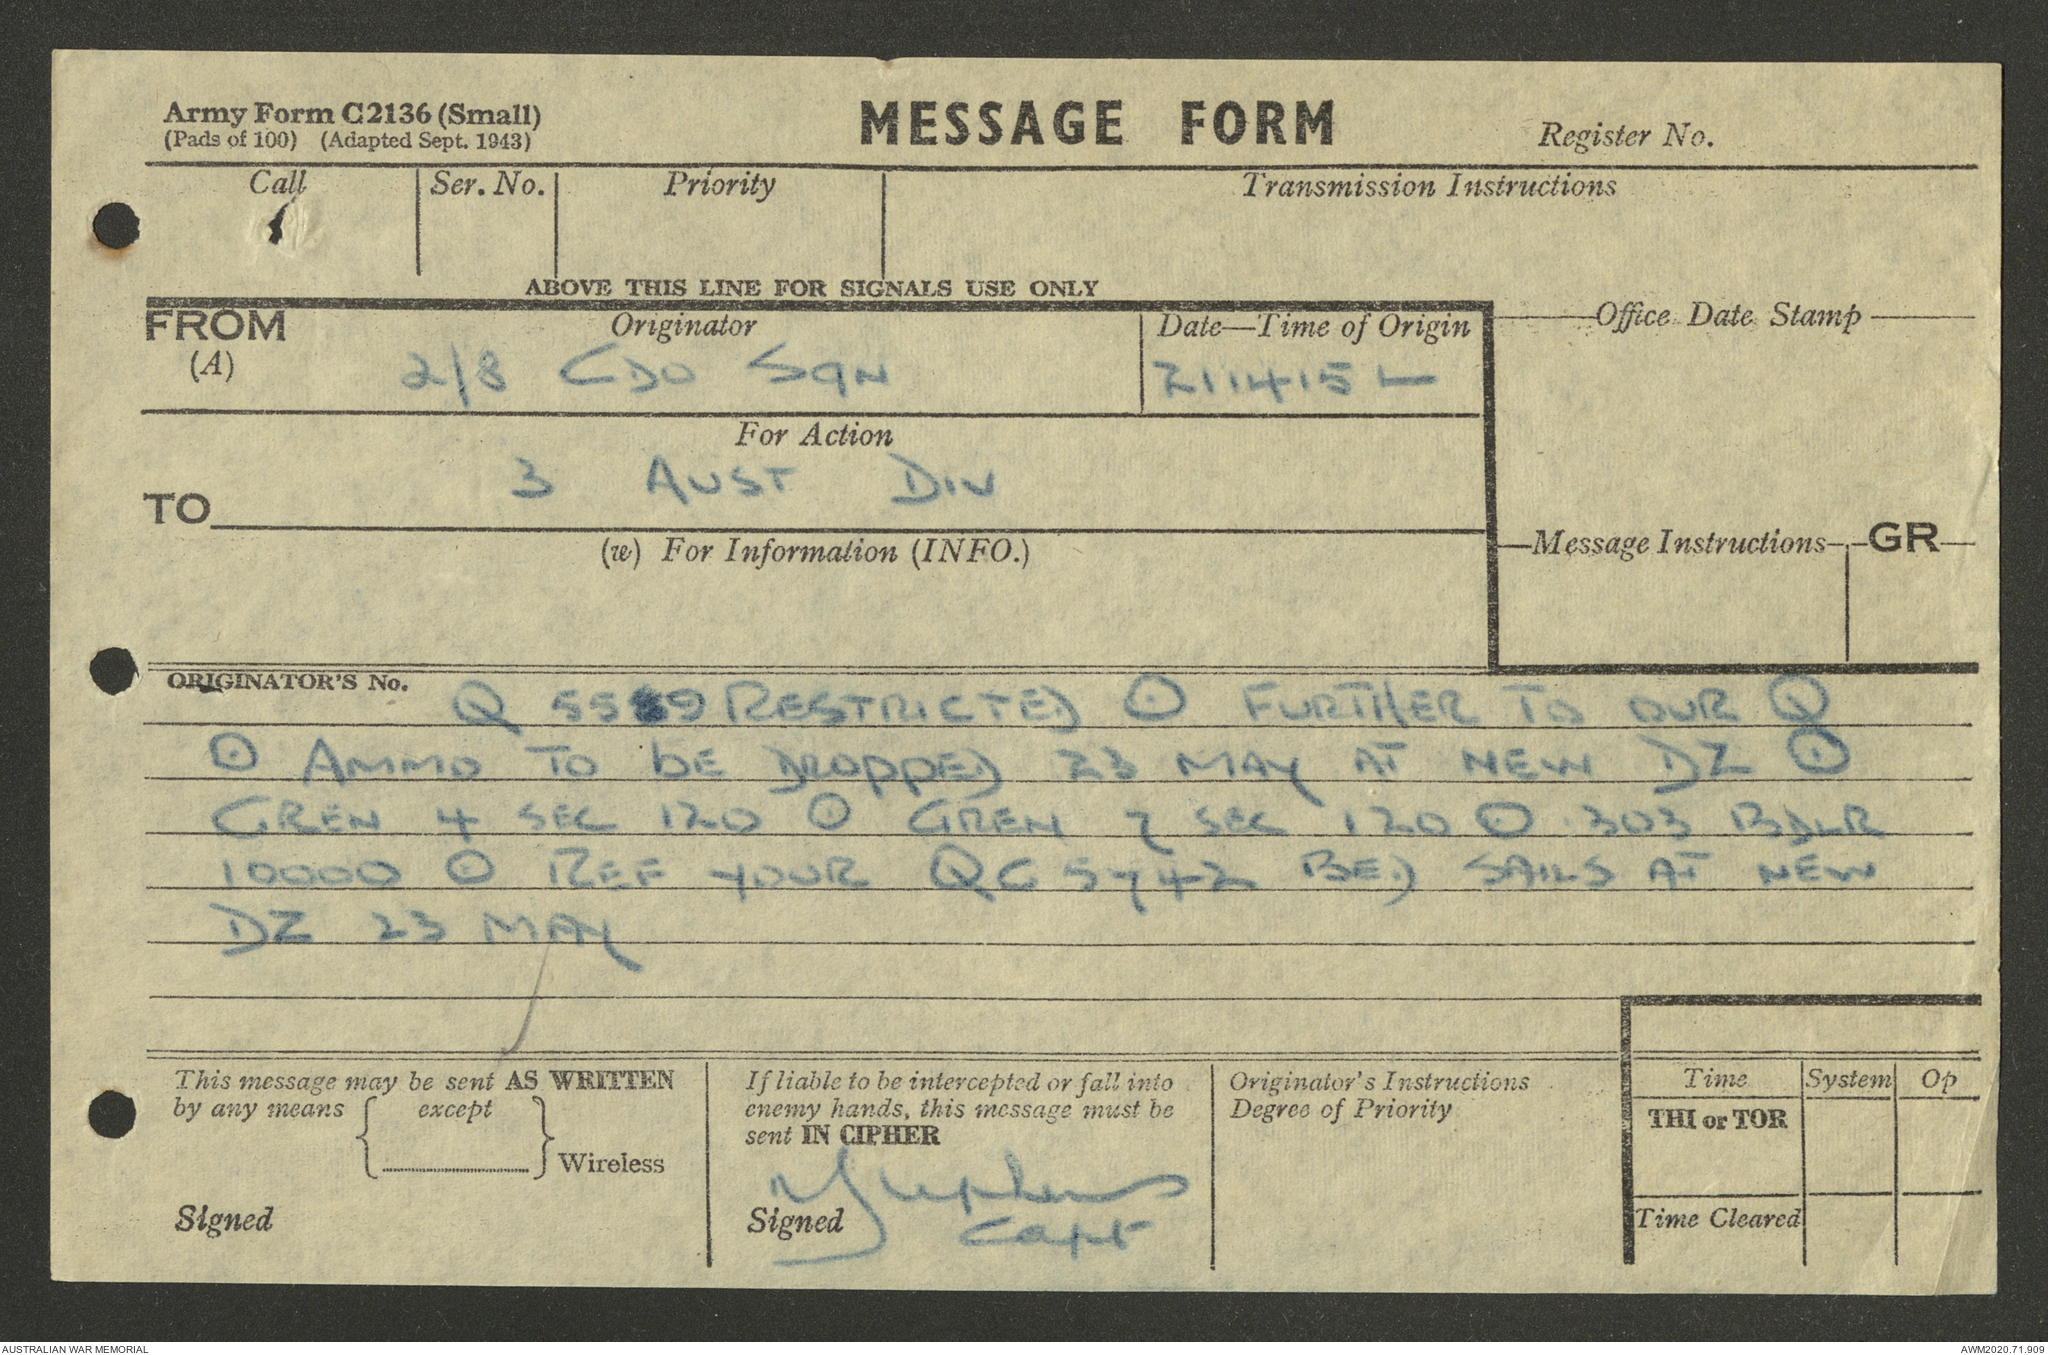 Army Form C2136 (Small)
(Pads of 100) (Adapted Sept. 1943)
MESSAGE FORM
Register No.
Call
Ser. No.
Priority
Transmission Instructions
ABOVE THIS LINE FOR SIGNALS USE ONLY
FROM
(A)
Originator
2/8 CDO SQN
Date—Time of Origin
211415 L
Office Date Stamp
For Action
3 AUST DIV
TO
(w) For Information (INFO.)
Message Instructions
GR
ORIGINATOR'S No.
Q 5589 RESTRICTED ⊙ FURTHER TO OUR Q
⊙ AMMO TO BE DROPPED 23 MAY AT NEW DZ ⊙
GREN 4 SEC 120 ⊙ GREN 7 SEC 120 ⊙ .303 BDLR
10000 ⊙ REF YOUR QC 5742 BED SAILS AT NEW
DZ 23 MAY
This message may be sent AS WRITTEN
by any means { except } Wireless
Signed
If liable to be intercepted or fall into
enemy hands, this message must be
sent IN CIPHER
Signed
Capt
Originator's Instructions
Degree of Priority
Time
System
Op
THI or TOR
Time Cleared
AUSTRALIAN WAR MEMORIAL
AWM2020.71.909